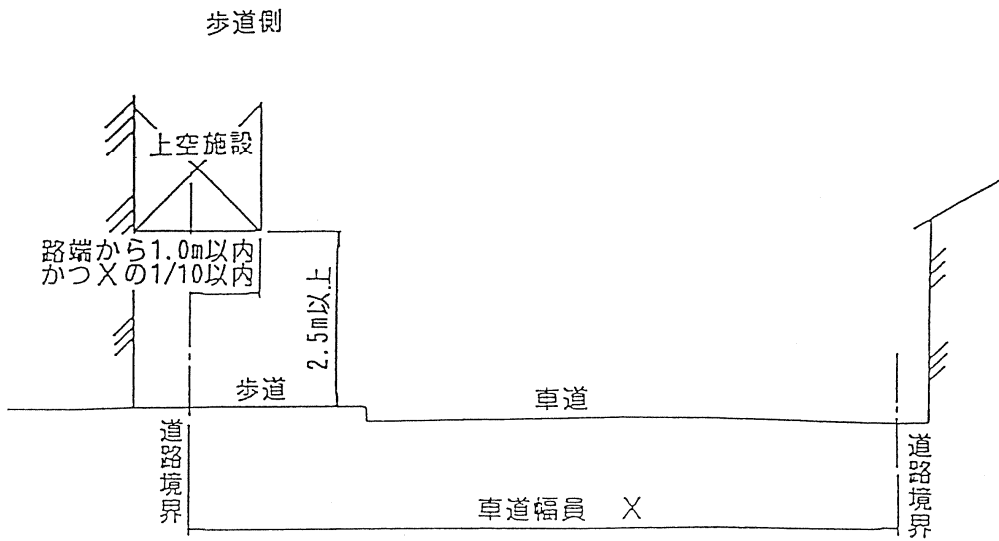 歩道側
上空施設
路端から1.0m以内
かつXの1/10以内
2.5m以上
歩道
車道
道路境界
道路境界
車道幅員 X